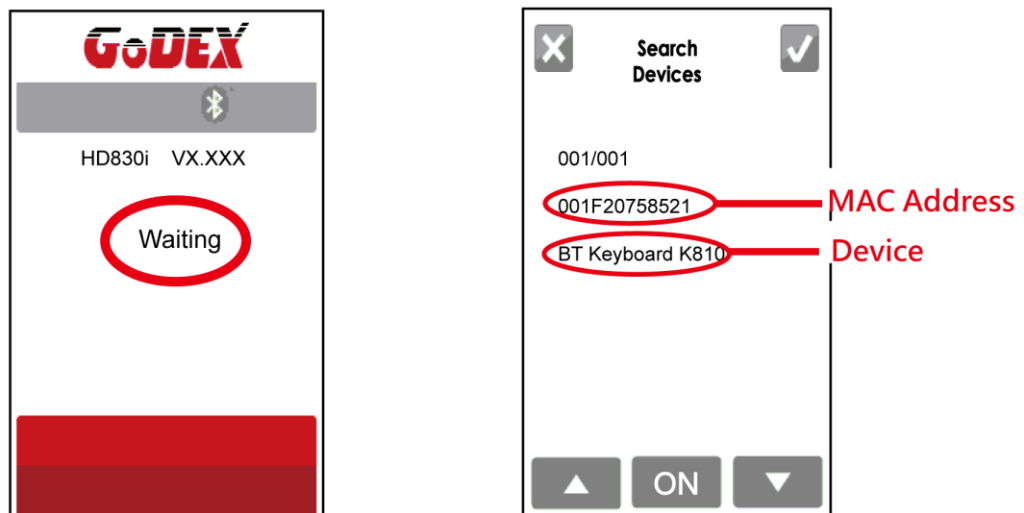 GoDEX
HD830i VX.XXX
Waiting
Search
Devices
001/001
001F20758521
MAC Address
BT Keyboard K810
Device
ON